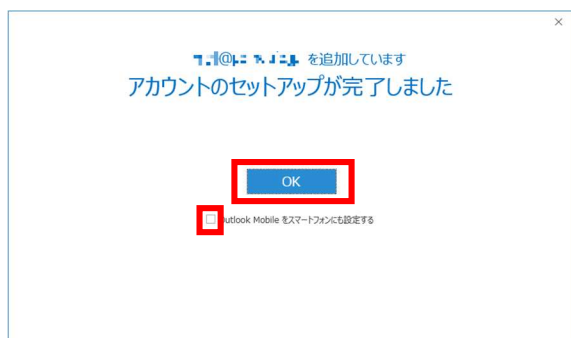 を追加しています
アカウントのセットアップが完了しました
OK
Outlook Mobile をスマートフォンにも設定する